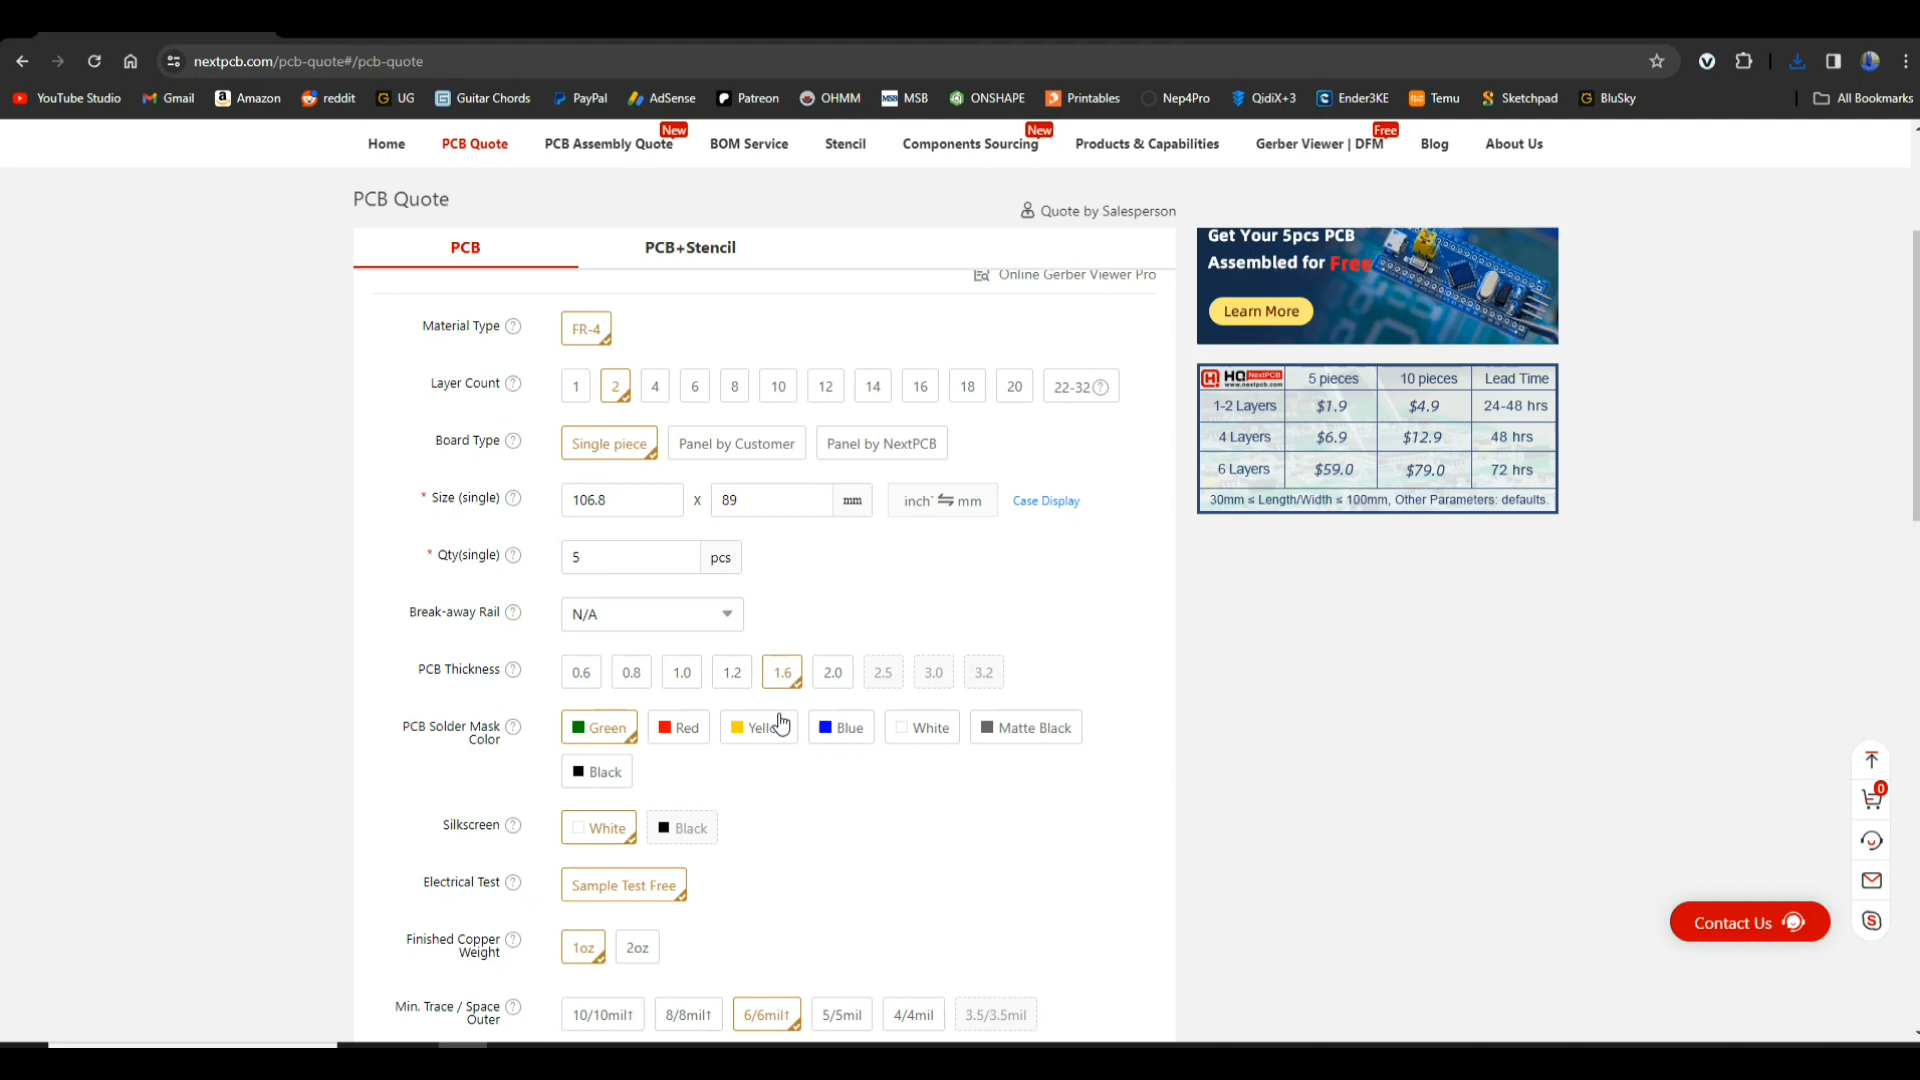 nextpcb.com/pcb-quote#/pcb-quote
YouTube Studio Gmail Amazon reddit UG Guitar Chords PayPal AdSense Patreon OHMM MSB ONSHAPE Printables Nep4Pro QidiX+3 Ender3KE Temu Sketchpad BluSky All Bookmarks
New New Free
Home PCB Quote PCB Assembly Quote BOM Service Stencil Components Sourcing Products & Capabilities Gerber Viewer | DFM Blog About Us
PCB Quote
Quote by Salesperson
PCB PCB+Stencil
Online Gerber Viewer Pro
Get Your 5pcs PCB
Assembled for Free
Learn More
Material Type ? FR-4
Layer Count ? 1 2 4 6 8 10 12 14 16 18 20 22-32 ?
HQ NextPCB 5 pieces 10 pieces Lead Time
www.nextpcb.com
1-2 Layers $1.9 $4.9 24-48 hrs
4 Layers $6.9 $12.9 48 hrs
6 Layers $59.0 $79.0 72 hrs
30mm ≤ Length/Width ≤ 100mm, Other Parameters: defaults.
Board Type ? Single piece Panel by Customer Panel by NextPCB
* Size (single) ? 106.8 X 89 mm inch` ⇋ mm Case Display
* Qty(single) ? 5 pcs
Break-away Rail ? N/A
PCB Thickness ? 0.6 0.8 1.0 1.2 1.6 2.0 2.5 3.0 3.2
PCB Solder Mask ? Green Red Yello Blue White Matte Black
Color
Black
Silkscreen ? White Black
Electrical Test ? Sample Test Free
Finished Copper ? 1oz 2oz
Weight
Min. Trace / Space ? 10/10mil↑ 8/8mil↑ 6/6mil↑ 5/5mil 4/4mil 3.5/3.5mil
Outer
0
Contact Us